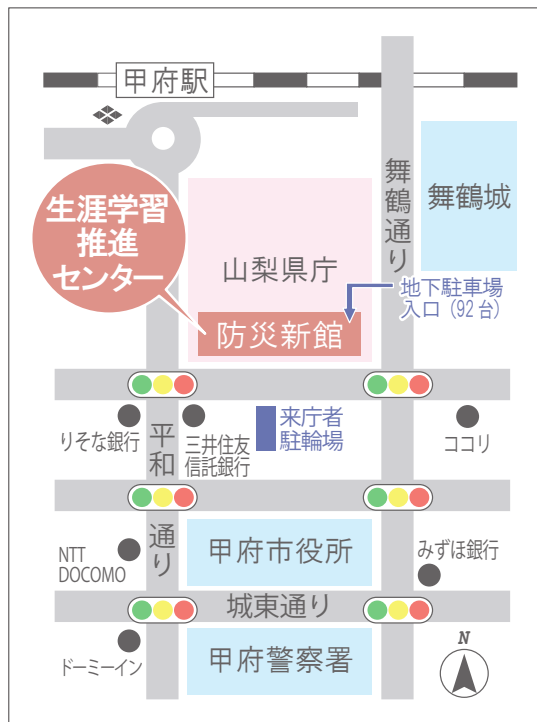 甲府駅
生涯学習
推進
センター
山梨県庁
舞鶴通り
舞鶴城
地下駐車場
入口（92台）
防災新館
りそな銀行
平和通り
三井住友
信託銀行
来庁者
駐輪場
ココリ
NTT
DOCOMO
甲府市役所
みずほ銀行
城東通り
ドーミーイン
甲府警察署
N